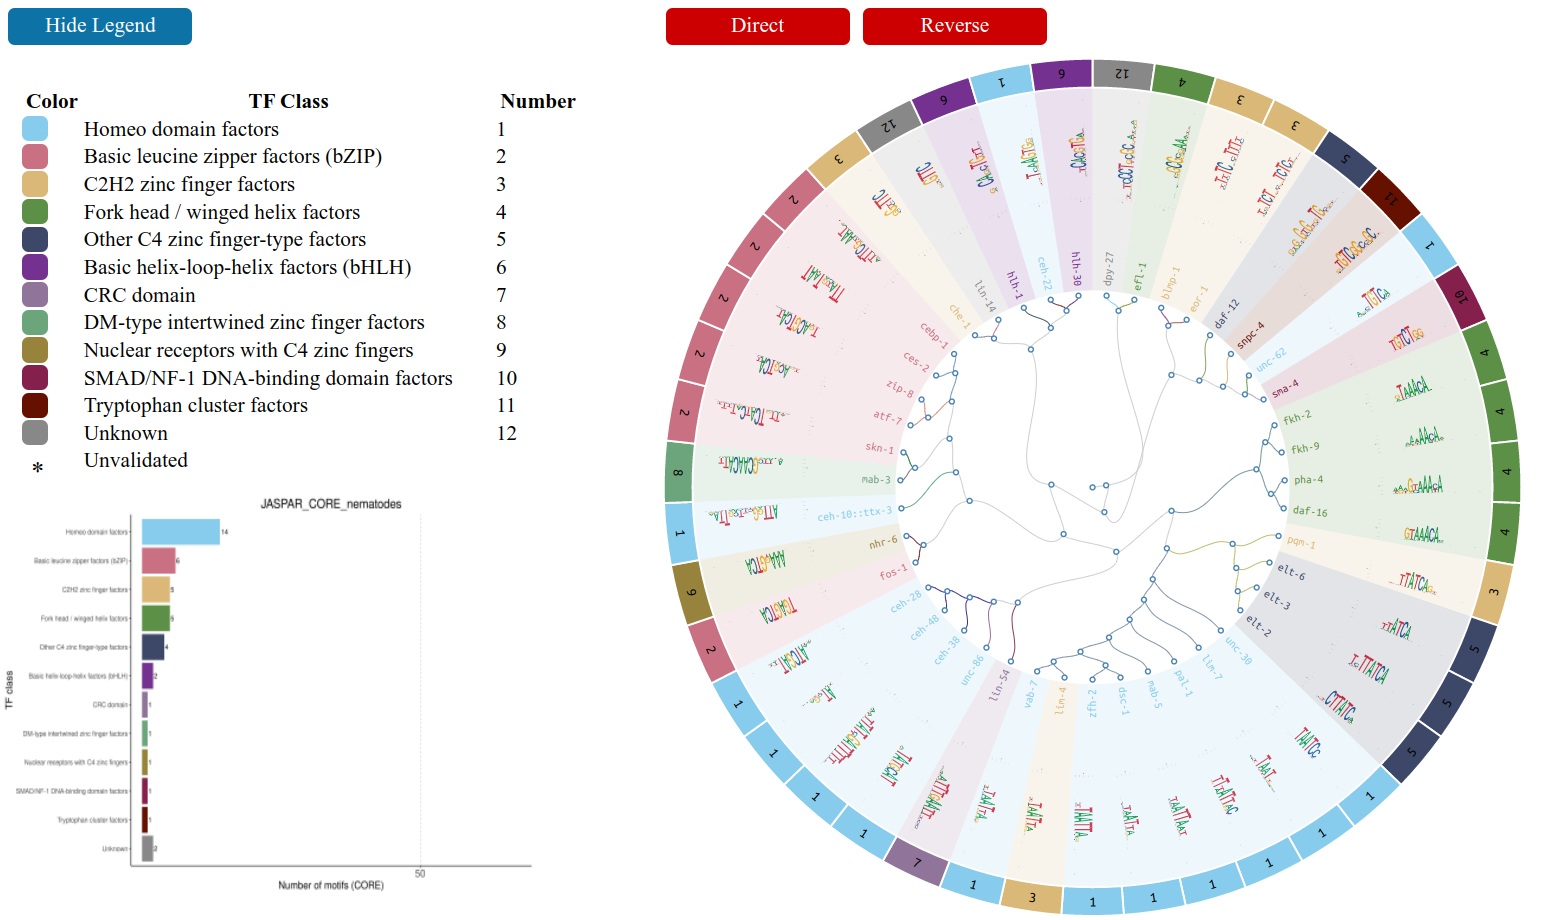 Hide Legend
Direct
Reverse
Color TF Class Number
Homeo domain factors 1
Basic leucine zipper factors (bZIP) 2
C2H2 zinc finger factors 3
Fork head / winged helix factors 4
Other C4 zinc finger-type factors 5
Basic helix-loop-helix factors (bHLH) 6
CRC domain 7
DM-type intertwined zinc finger factors 8
Nuclear receptors with C4 zinc fingers 9
SMAD/NF-1 DNA-binding domain factors 10
Tryptophan cluster factors 11
Unknown 12
* Unvalidated
JASPAR_CORE_nematodes
TF class
Homeo domain factors 14
Basic leucine zipper factors (bZIP) 6
C2H2 zinc finger factors 5
Fork head / winged helix factors 5
Other C4 zinc finger-type factors 4
Basic helix-loop-helix factors (bHLH) 2
CRC domain 1
DM-type intertwined zinc finger factors 1
Nuclear receptors with C4 zinc fingers 1
SMAD/NF-1 DNA-binding domain factors 1
Tryptophan cluster factors 1
Unknown 2
50
Number of motifs (CORE)
12 dpy-27
4 efl-1
3 blmp-1
3 eor-1
5 daf-12
11 snpc-4
1 unc-62
10 sma-4
4 fkh-2
4 fkh-9
4 pha-4
4 daf-16
3 pqm-1
5 elt-6
5 elt-3
5 elt-2
1 unc-30
1 lim-7
1 pal-1
1 mab-5
1 dsc-1
1 zfh-2
3 lim-4
1 vab-7
7 lin-54
1 unc-86
1 ceh-38
1 ceh-48
1 ceh-28
2 fos-1
9 nhr-6
1 ceh-10::ttx-3
8 mab-3
2 skn-1
2 atf-7
2 zip-8
2 ces-2
2 cebp-1
3 che-1
12 lin-14
6 hlh-1
1 ceh-22
6 hlh-30